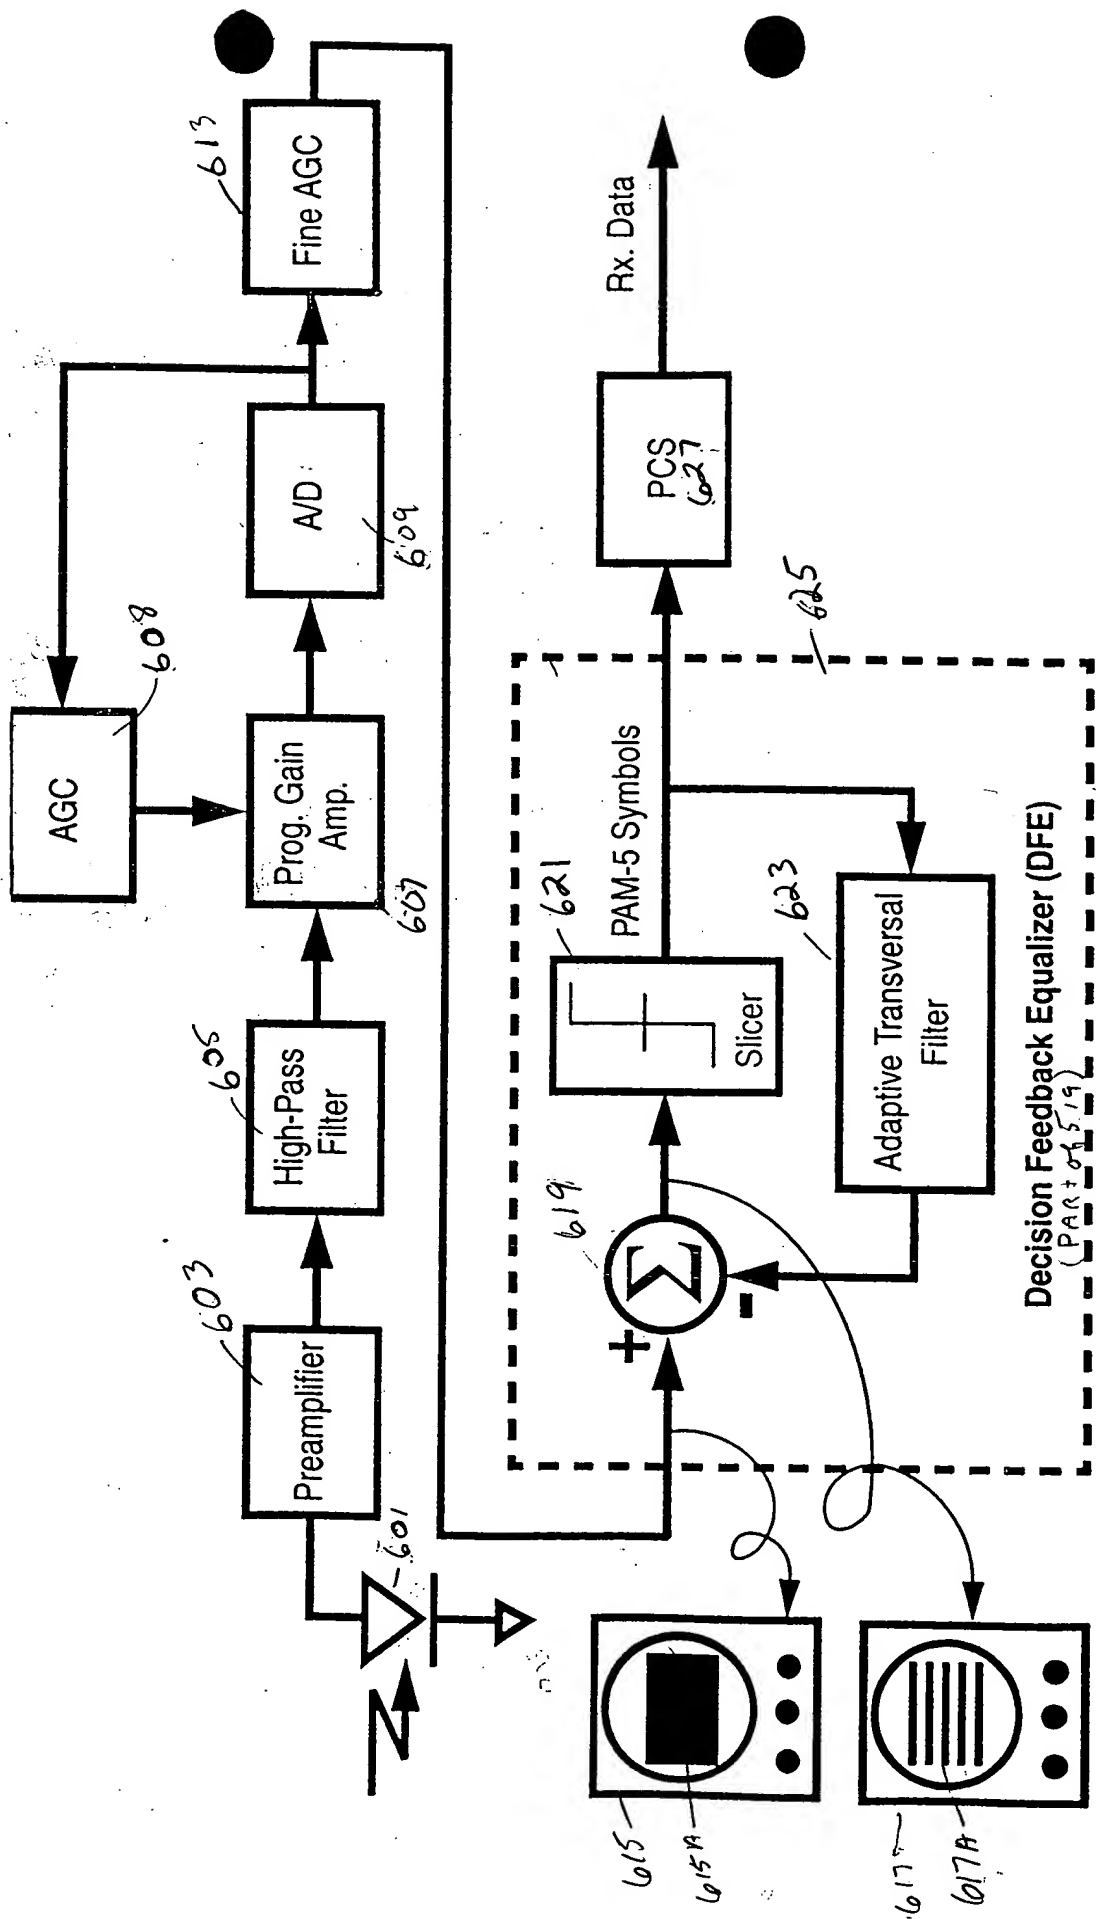 AGC
608
601
Preamplifier
603
High-Pass
Filter
605
Prog. Gain
Amp.
607
A/D
609
Fine AGC
613
615
615A
617
617A
+
-
Σ
619
Slicer
621
PAM-5 Symbols
Adaptive Transversal
Filter
623
625
PCS
627
Rx. Data
Decision Feedback Equalizer (DFE)
(PART of 519)